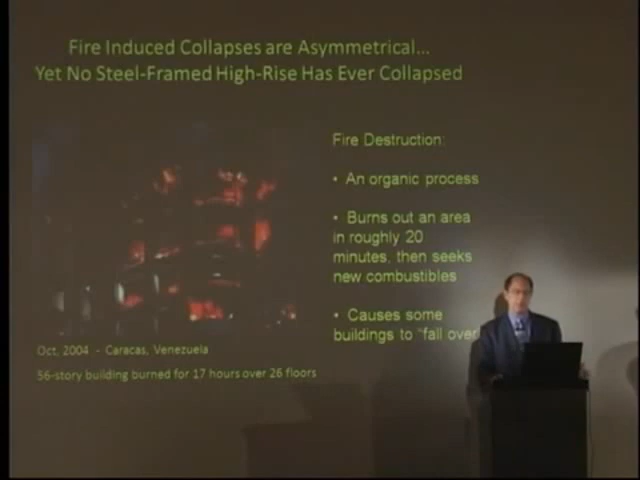 Fire Induced Collapses are Asymmetrical...
Yet No Steel-Framed High-Rise Has Ever Collapsed
Fire Destruction:
• An organic process
• Burns out an area
in roughly 20
minutes, then seeks
new combustibles
• Causes some
buildings to "fall over
Oct, 2004 - Caracas, Venezuela
56-story building burned for 17 hours over 26 floors